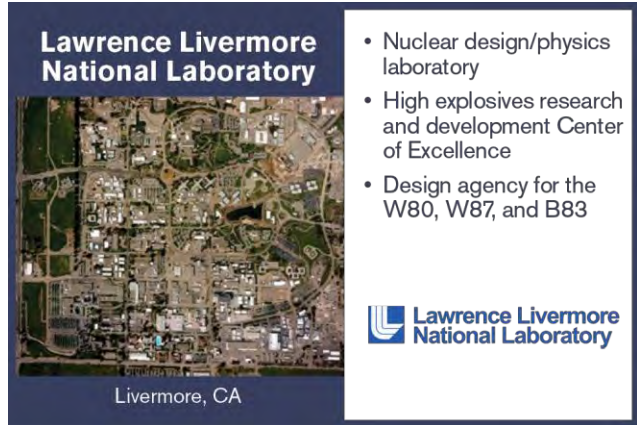 Lawrence Livermore
National Laboratory
Livermore, CA
• Nuclear design/physics
laboratory
• High explosives research
and development Center
of Excellence
• Design agency for the
W80, W87, and B83
Lawrence Livermore
National Laboratory